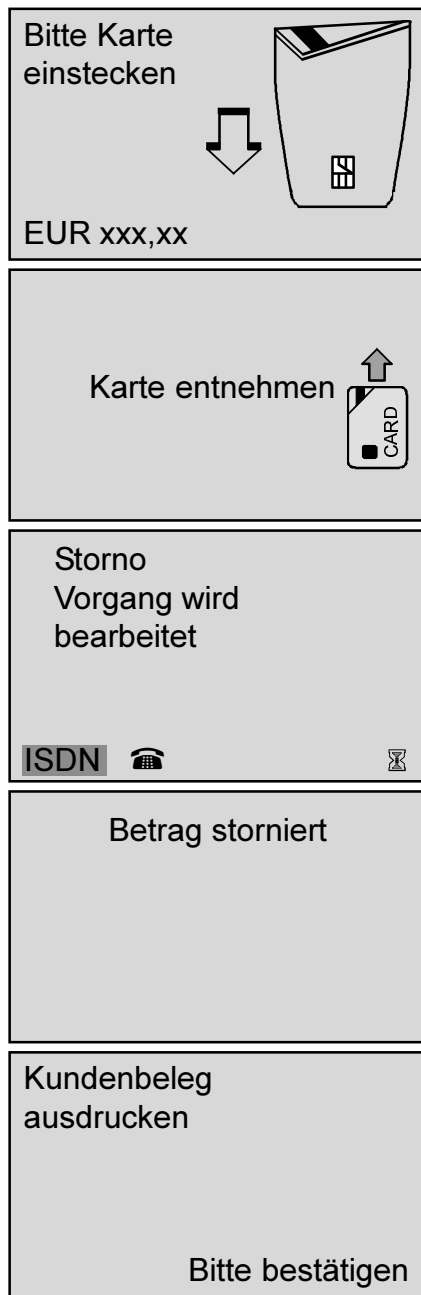 Bitte Karte
einstecken
EUR xxx,xx
Karte entnehmen
CARD
Storno
Vorgang wird
bearbeitet
ISDN
Betrag storniert
Kundenbeleg
ausdrucken
Bitte bestätigen